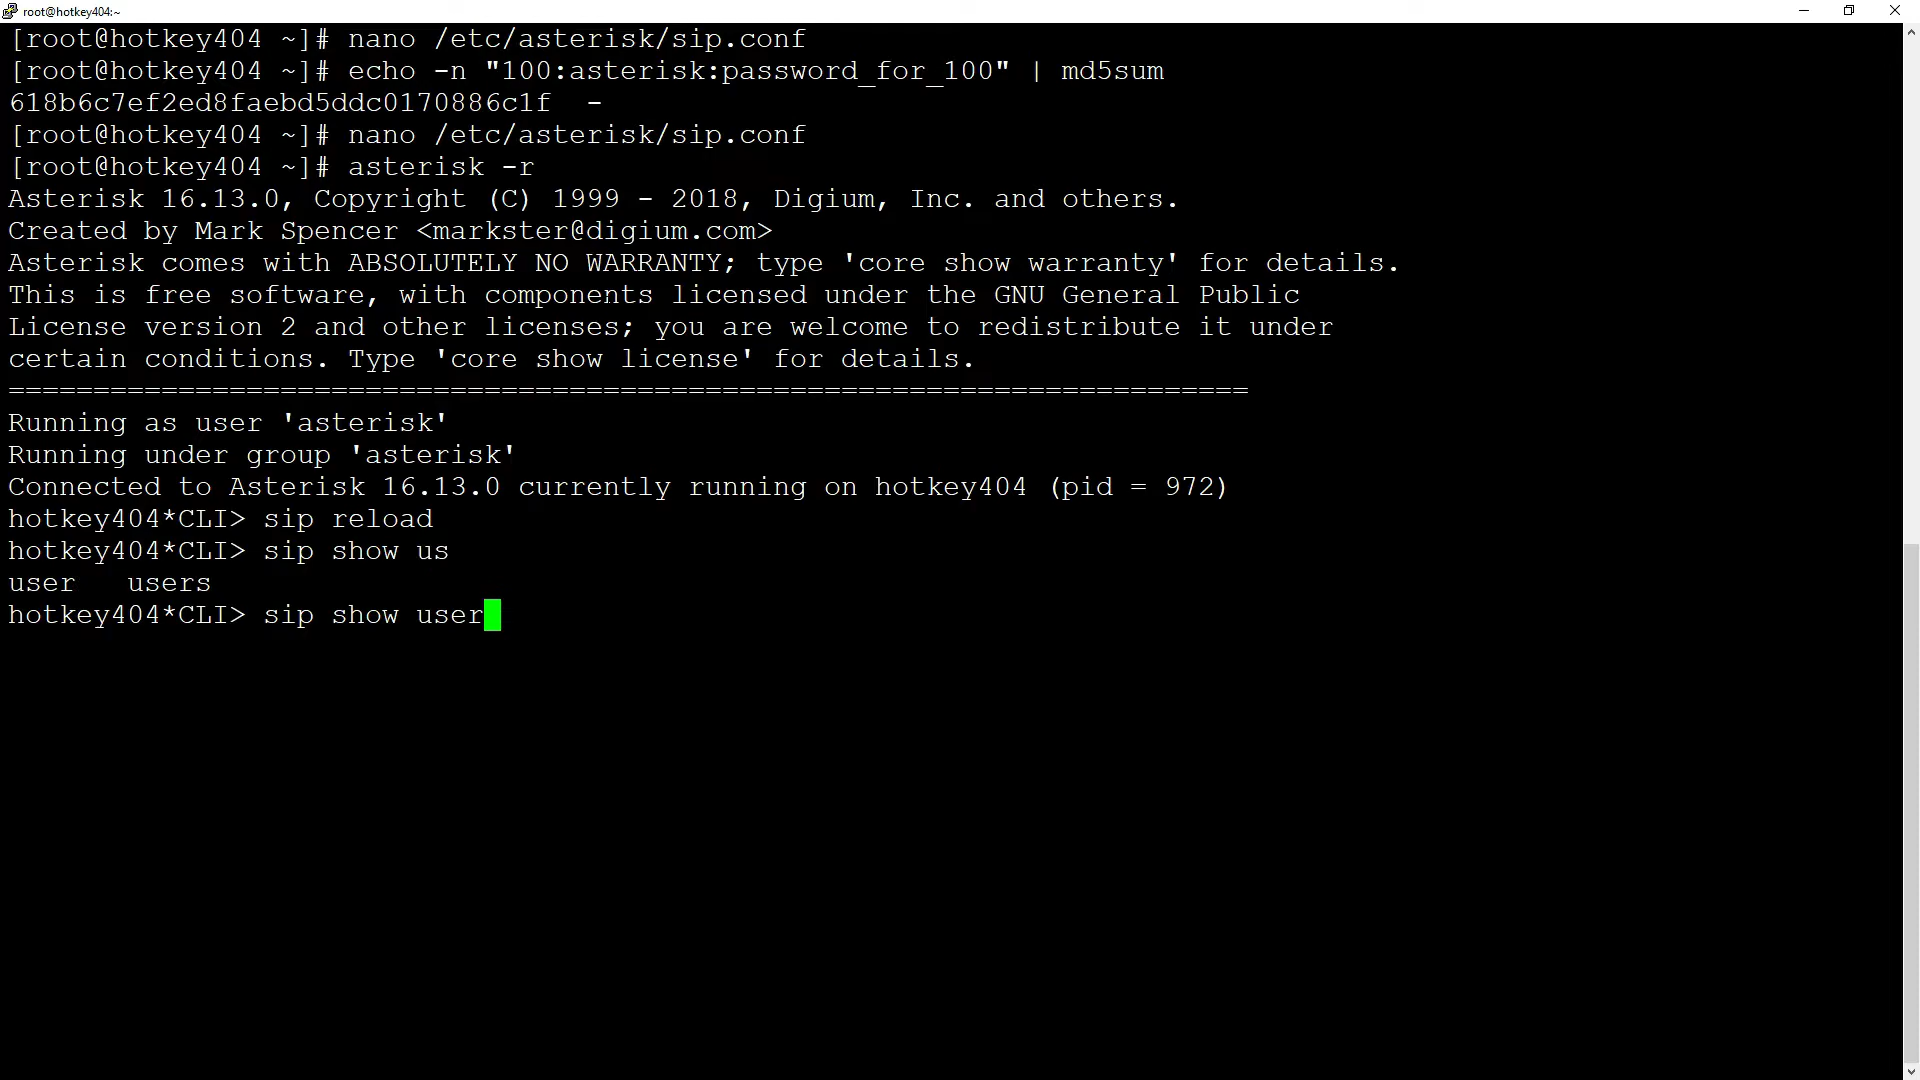 root@hotkey404:~
[root@hotkey404 ~]# nano /etc/asterisk/sip.conf
[root@hotkey404 ~]# echo -n "100:asterisk:password_for_100" | md5sum
618b6c7ef2ed8faebd5ddc0170886c1f  -
[root@hotkey404 ~]# nano /etc/asterisk/sip.conf
[root@hotkey404 ~]# asterisk -r
Asterisk 16.13.0, Copyright (C) 1999 - 2018, Digium, Inc. and others.
Created by Mark Spencer <markster@digium.com>
Asterisk comes with ABSOLUTELY NO WARRANTY; type 'core show warranty' for details.
This is free software, with components licensed under the GNU General Public
License version 2 and other licenses; you are welcome to redistribute it under
certain conditions. Type 'core show license' for details.
=========================================================================
Running as user 'asterisk'
Running under group 'asterisk'
Connected to Asterisk 16.13.0 currently running on hotkey404 (pid = 972)
hotkey404*CLI> sip reload
hotkey404*CLI> sip show us
user   users
hotkey404*CLI> sip show user